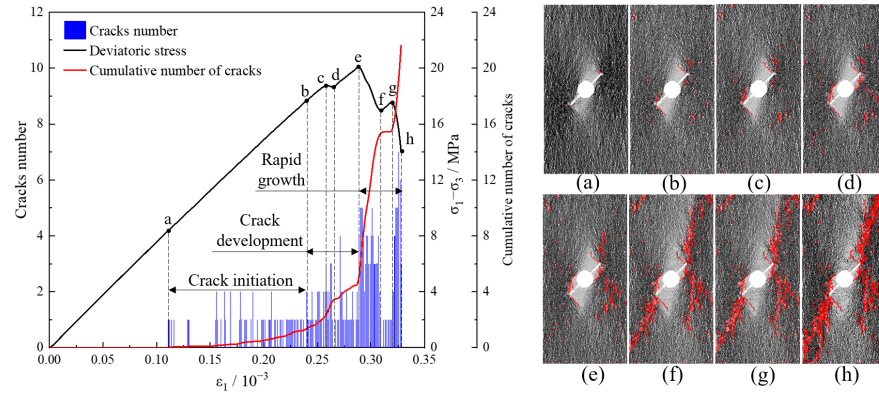 Cracks number
Deviatoric stress
Cumulative number of cracks
Cracks number
12
10
8
6
4
2
0
a
b
c
d
e
f
g
h
Rapid
growth
Crack
development
Crack initiation
0.00
0.05
0.10
0.15
0.20
0.25
0.30
0.35
ε₁ / 10⁻³
24
20
16
12
8
4
0
σ₁–σ₃ / MPa
24
20
16
12
8
4
0
Cumulative number of cracks
(a)
(b)
(c)
(d)
(e)
(f)
(g)
(h)